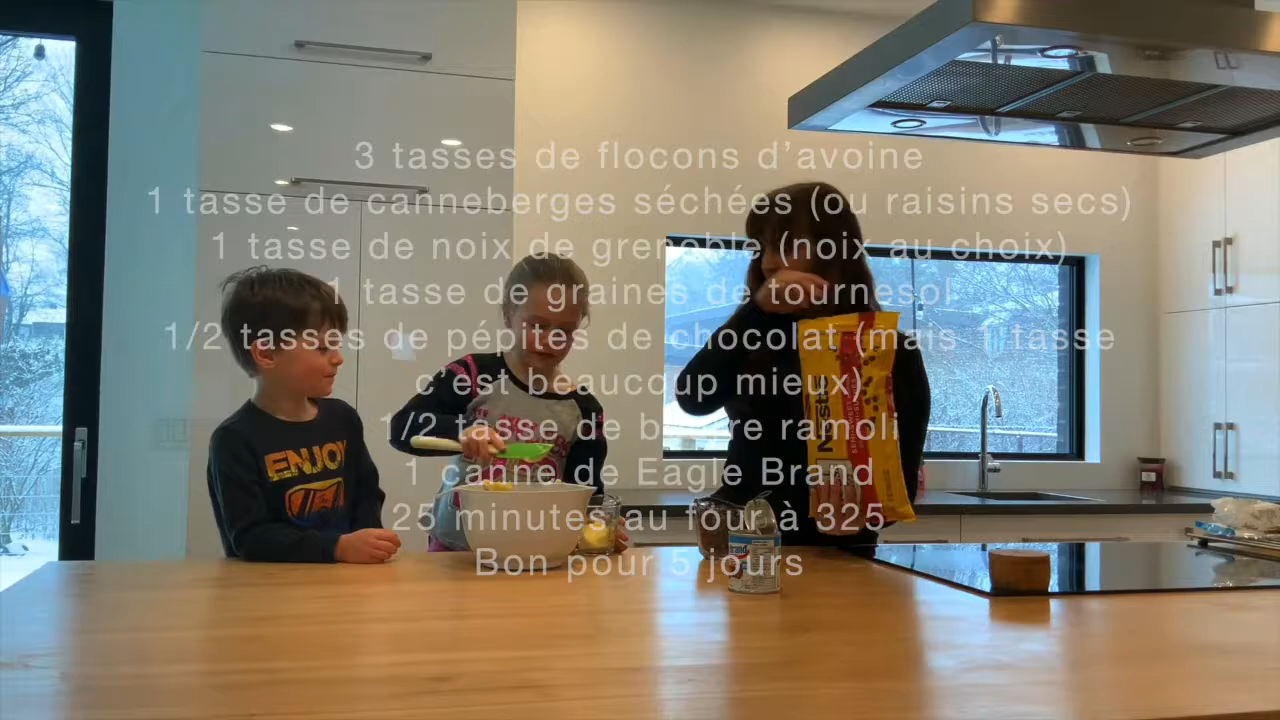 3 tasses de flocons d'avoine
1 tasse de canneberges séchées (ou raisins secs)
1 tasse de noix de grenoble (noix au choix)
1 tasse de graines de tournesol
1/2 tasses de pépites de chocolat (mais 1 tasse
c'est beaucoup mieux)
1/2 tasse de beurre ramolli
1 canne de Eagle Brand
25 minutes au four à 325
Bon pour 5 jours
ENJOY
Nestlé